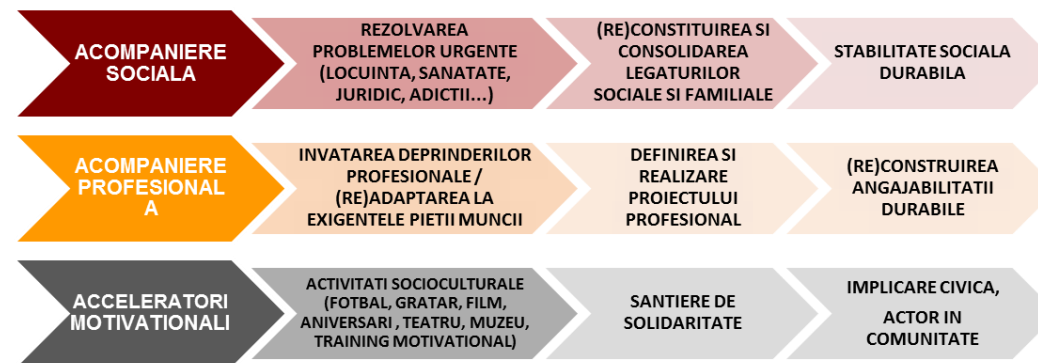 ACOMPANIERE
SOCIALA
REZOLVAREA
PROBLEMELOR URGENTE
(LOCUINTA, SANATATE,
JURIDIC, ADICTII...)
(RE)CONSTITUIREA SI
CONSOLIDAREA
LEGATURILOR
SOCIALE SI FAMILIALE
STABILITATE SOCIALA
DURABILA
ACOMPANIERE
PROFESIONAL
A
INVATAREA DEPRINDERILOR
PROFESIONALE /
(RE)ADAPTAREA LA
EXIGENTELE PIETII MUNCII
DEFINIREA SI
REALIZARE
PROIECTULUI
PROFESIONAL
(RE)CONSTRUIREA
ANGAJABILITATII
DURABILE
ACCELERATORI
MOTIVATIONALI
ACTIVITATI SOCIOCULTURALE
(FOTBAL, GRATAR, FILM,
ANIVERSARI , TEATRU, MUZEU,
TRAINING MOTIVATIONAL)
SANTIERE DE
SOLIDARITATE
IMPLICARE CIVICA,
ACTOR IN
COMUNITATE